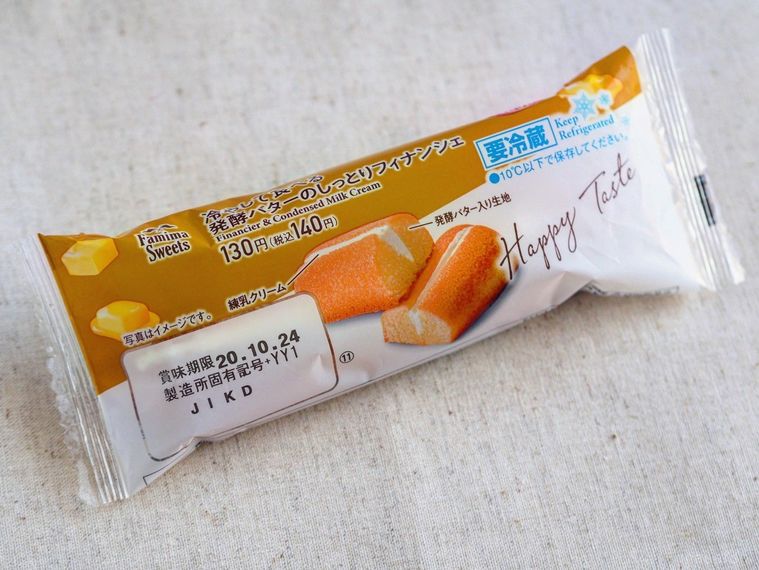 Famima
Sweets
冷やして食べる
発酵バターのしっとりフィナンシェ
Financier & Condensed Milk Cream
130円(税込140円)
要冷蔵
Keep
Refrigerated
●10℃以下で保存してください。
発酵バター入り生地
Happy Taste
練乳クリーム
写真はイメージです。
賞味期限 20.10.24
製造所固有記号+YY1
JIKD
⑪